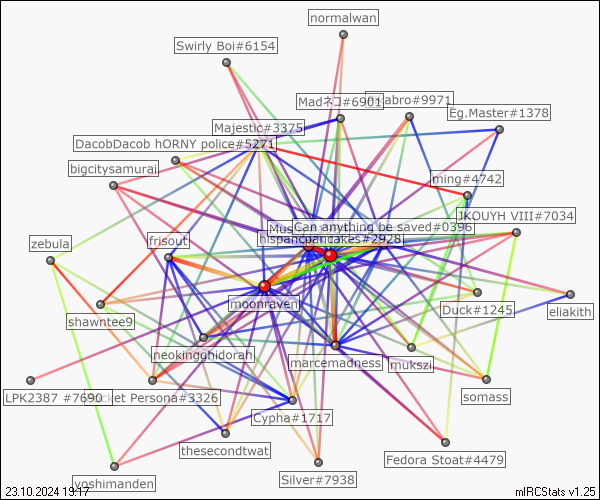 normalwan
Swirly Boi#6154
Madネコ#6901
abro#9971
Eg.Master#1378
Majestic#3375
DacobDacob hORNY police#5271
bigcitysamurai
ming#4742
JKOUYH VIII#7034
Can anything be saved#0396
pancakes#2928
zebula
frisout
moonraven
Duck#1245
eliakith
shawntee9
neokingghidorah
marcemadness
mukszi
somass
LPK2387 #7690
ket Persona#3326
Cypha#1717
thesecondtwat
Fedora Stoat#4479
yoshimanden
Silver#7938
23.10.2024 19:17
mIRCStats v1.25